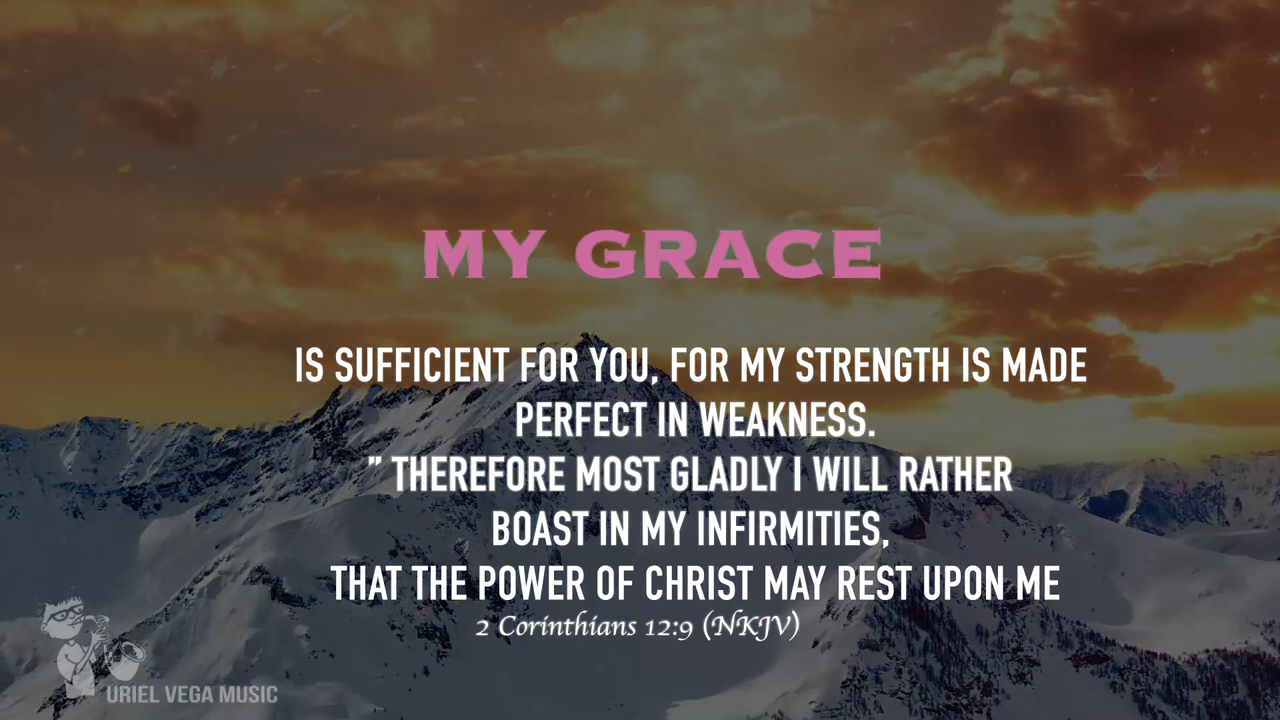 MY GRACE
IS SUFFICIENT FOR YOU, FOR MY STRENGTH IS MADE
PERFECT IN WEAKNESS.
” THEREFORE MOST GLADLY I WILL RATHER
BOAST IN MY INFIRMITIES,
THAT THE POWER OF CHRIST MAY REST UPON ME
2 Corinthians 12:9 (NKJV)
URIEL VEGA MUSIC